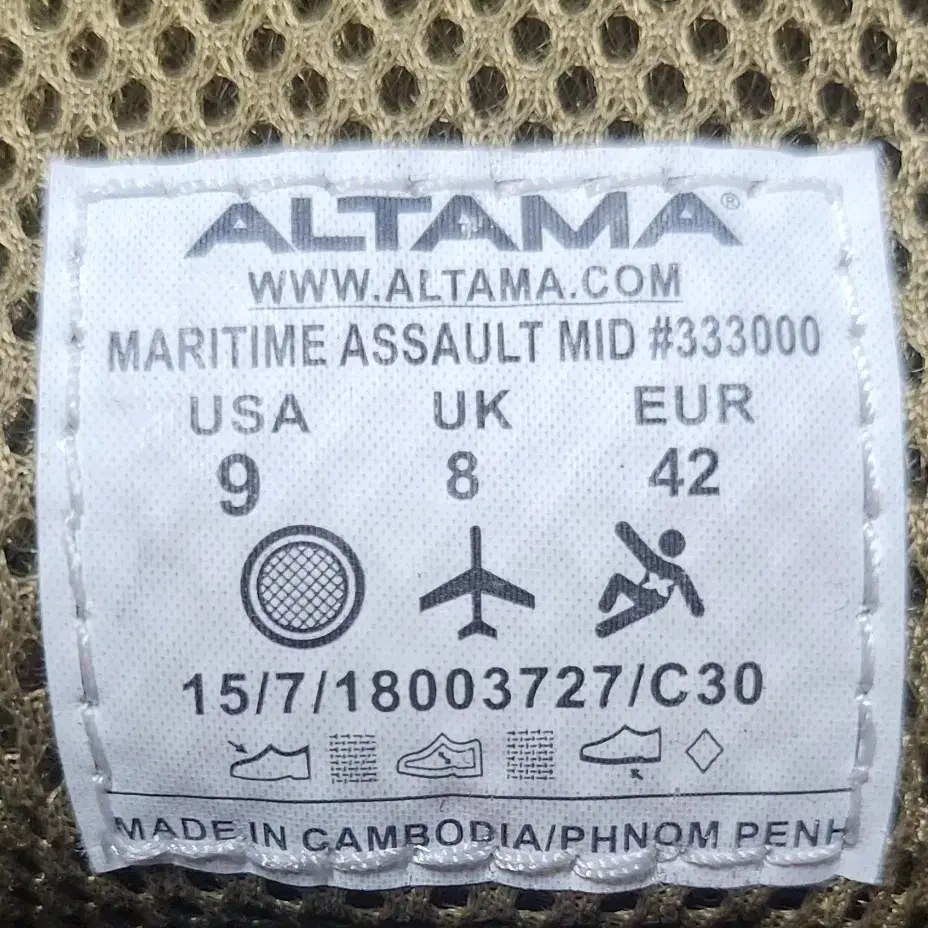 ALTAMA®
WWW.ALTAMA.COM
MARITIME ASSAULT MID #333000
USA UK EUR
9 8 42
15/7/18003727/C30
MADE IN CAMBODIA/PHNOM PENH